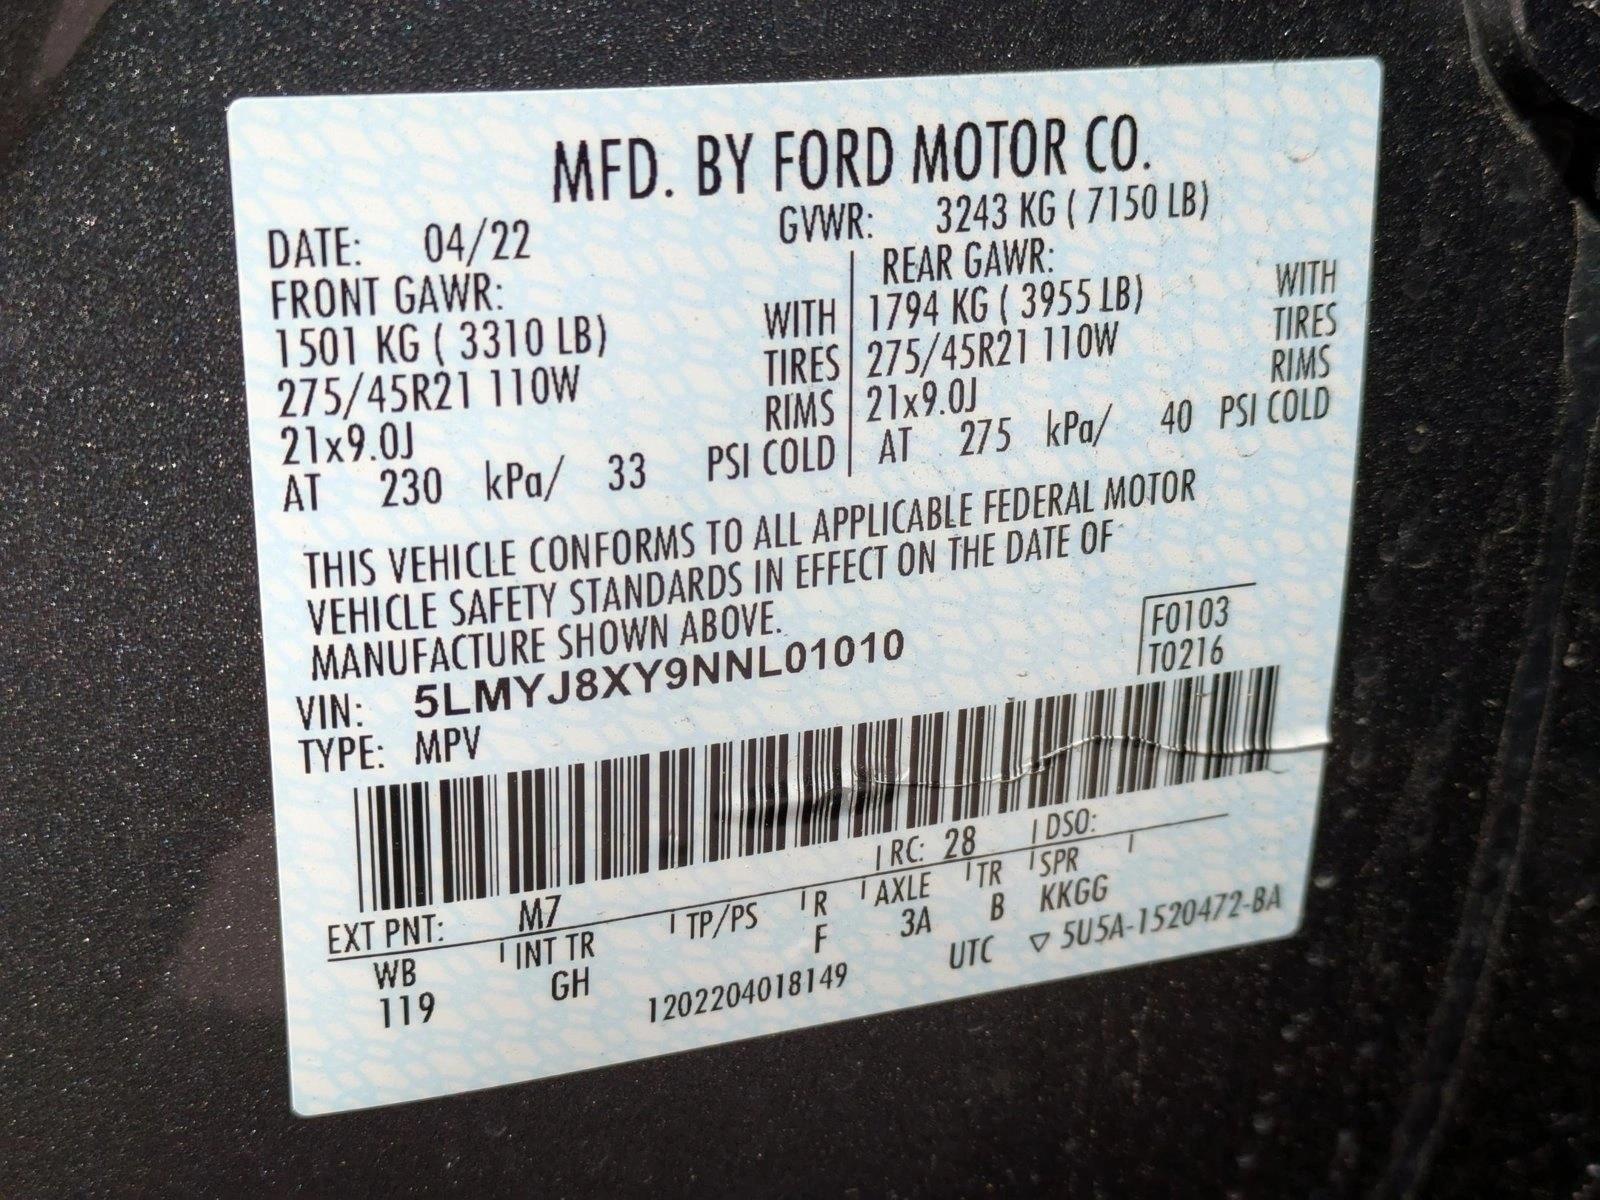 MFD. BY FORD MOTOR CO.
DATE: 04/22 GVWR: 3243 KG ( 7150 LB)
FRONT GAWR: REAR GAWR:
1501 KG ( 3310 LB) WITH 1794 KG ( 3955 LB) WITH
275/45R21 110W TIRES 275/45R21 110W TIRES
21x9.0J RIMS 21x9.0J RIMS
AT 230 kPa/ 33 PSI COLD AT 275 kPa/ 40 PSI COLD
THIS VEHICLE CONFORMS TO ALL APPLICABLE FEDERAL MOTOR
VEHICLE SAFETY STANDARDS IN EFFECT ON THE DATE OF
MANUFACTURE SHOWN ABOVE.
F0103
VIN: 5LMYJ8XY9NNL01010
T0216
TYPE: MPV
EXT PNT: M7 RC: 28 DSO:
WB INT TR TP/PS R AXLE TR SPR
119 GH F 3A B KKGG
1202204018149 UTC ▽ 5U5A-1520472-BA